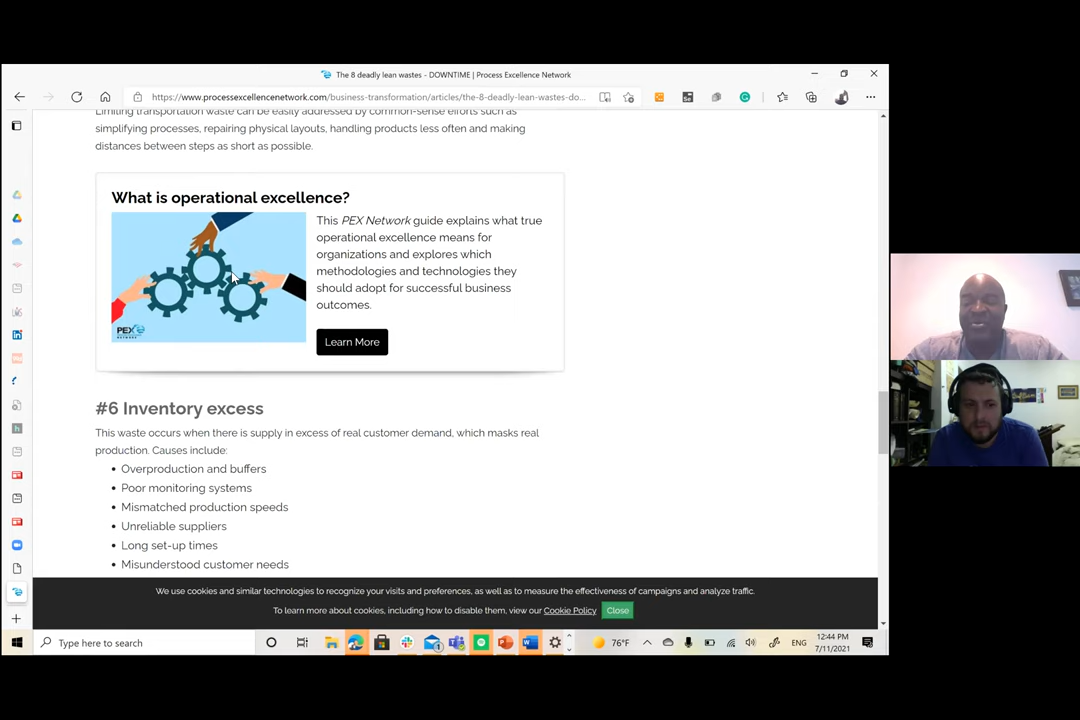 The 8 deadly lean wastes - DOWNTIME | Process Excellence Network
https://www.processexcellencenetwork.com/business-transformation/articles/the-8-deadly-lean-wastes-do...
Limiting transportation waste can be easily addressed by common-sense efforts such as
simplifying processes, repairing physical layouts, handling products less often and making
distances between steps as short as possible.
What is operational excellence?
This PEX Network guide explains what true
operational excellence means for
organizations and explores which
methodologies and technologies they
should adopt for successful business
outcomes.
PEX
NETWORK
Learn More
#6 Inventory excess
This waste occurs when there is supply in excess of real customer demand, which masks real
production. Causes include:
Overproduction and buffers
Poor monitoring systems
Mismatched production speeds
Unreliable suppliers
Long set-up times
Misunderstood customer needs
We use cookies and similar technologies to recognize your visits and preferences, as well as to measure the effectiveness of campaigns and analyze traffic.
To learn more about cookies, including how to disable them, view our Cookie Policy Close
Type here to search
76°F
ENG
12:44 PM
7/11/2021